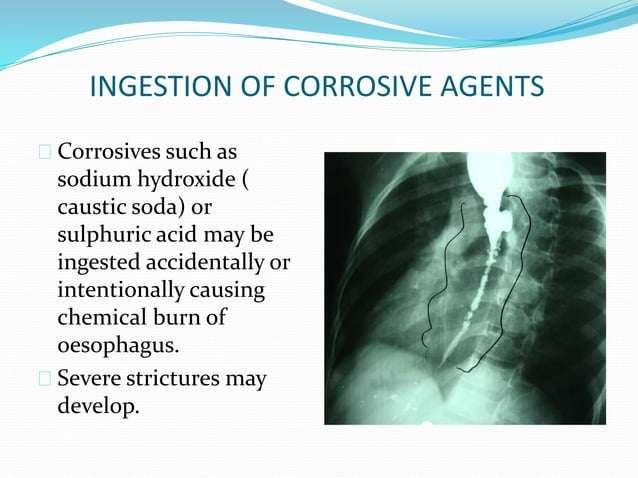 INGESTION OF CORROSIVE AGENTS
Corrosives such as
sodium hydroxide (
caustic soda) or
sulphuric acid may be
ingested accidentally or
intentionally causing
chemical burn of
oesophagus.
Severe strictures may
develop.